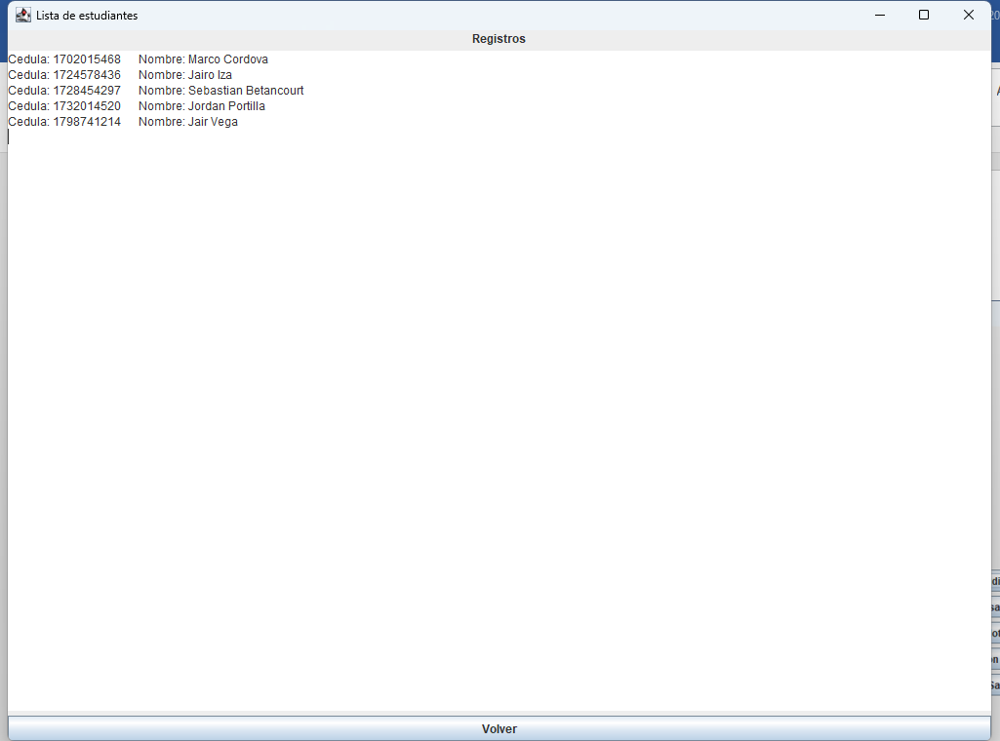 Lista de estudiantes
Registros
Cedula: 1702015468 Nombre: Marco Cordova
Cedula: 1724578436 Nombre: Jairo Iza
Cedula: 1728454297 Nombre: Sebastian Betancourt
Cedula: 1732014520 Nombre: Jordan Portilla
Cedula: 1798741214 Nombre: Jair Vega
Volver